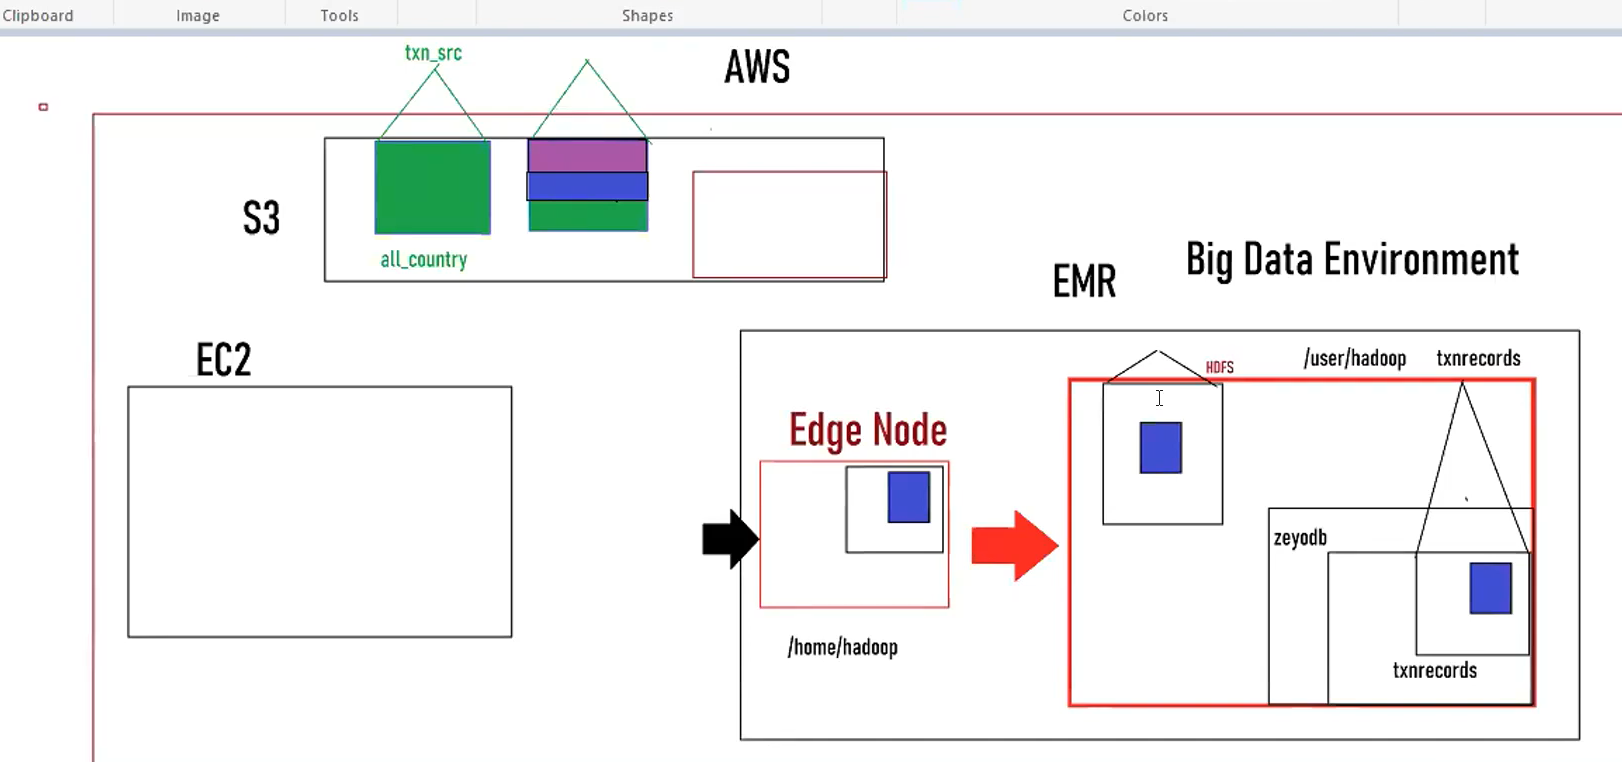 Clipboard
Image
Tools
Shapes
Colors
txn_src
AWS
S3
all_country
Big Data Environment
EMR
EC2
HDFS
/user/hadoop
txnrecords
Edge Node
zeyodb
/home/hadoop
txnrecords